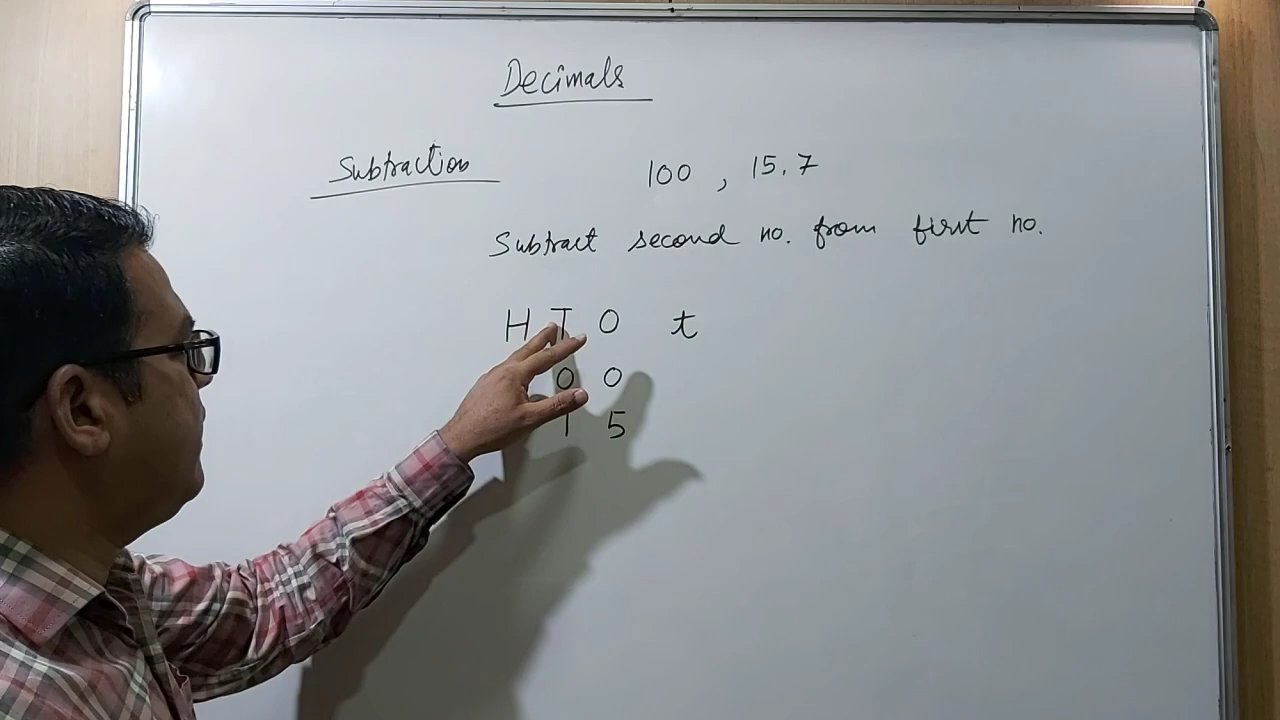 Decimals
Subtraction 100 , 15.7
Subtract second no. from first no.
H T O t
0 0
1 5